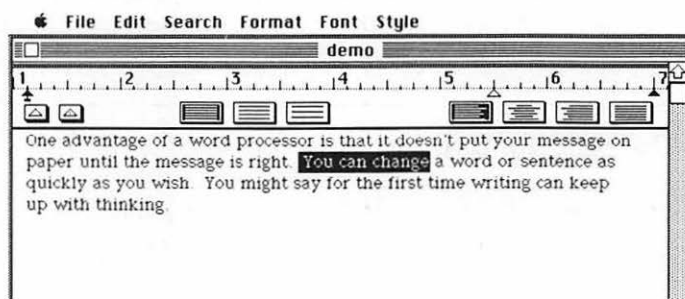 File Edit Search Format Font Style
demo
1 2 3 4 5 6 7
One advantage of a word processor is that it doesn't put your message on
paper until the message is right. You can change a word or sentence as
quickly as you wish. You might say for the first time writing can keep
up with thinking.